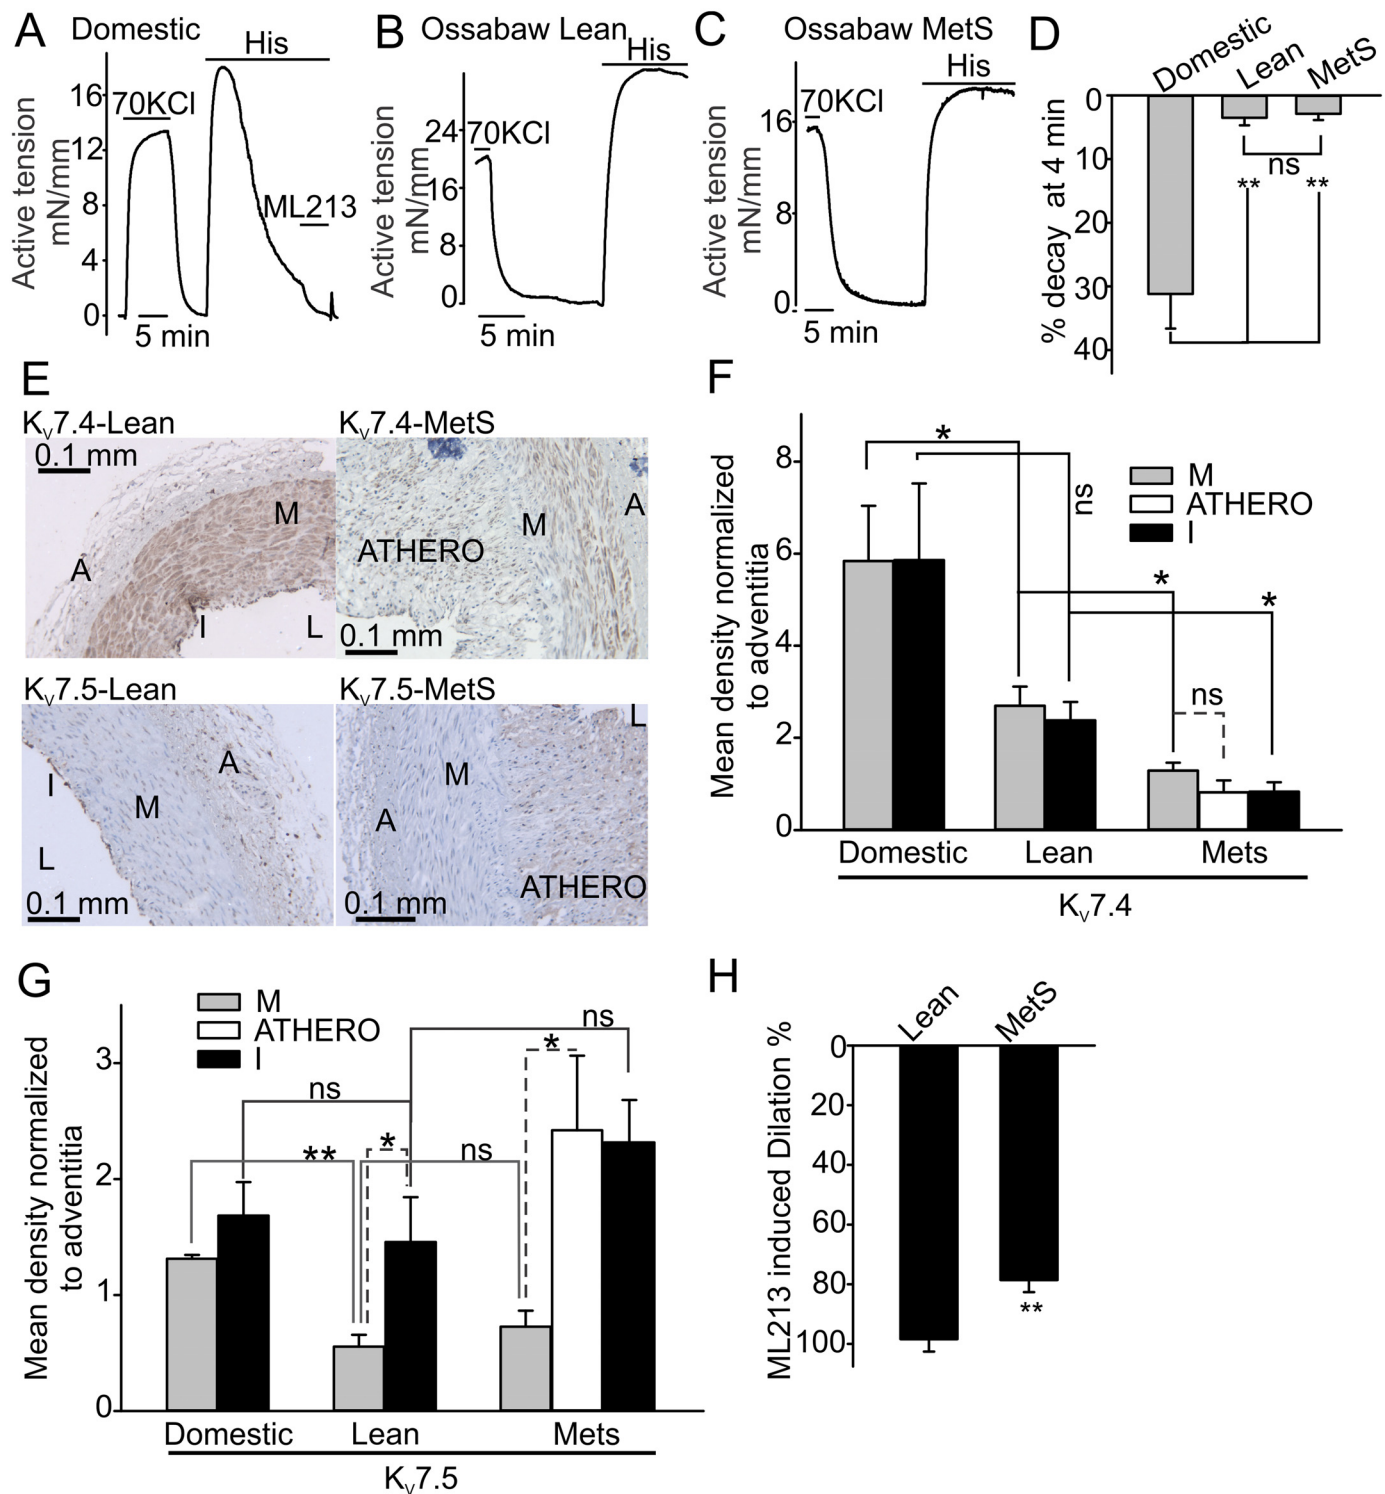 A Domestic
His
70KCl
ML213
Active tension
mN/mm
16
12
8
4
0
5 min
B Ossabaw Lean
His
70KCl
Active tension
mN/mm
24
16
8
0
5 min
C Ossabaw MetS
His
70KCl
Active tension
mN/mm
16
8
0
5 min
D
Domestic
Lean
MetS
% decay at 4 min
0
10
20
30
40
ns
** **
E
Kv7.4-Lean
0.1 mm
M
A
I
L
Kv7.4-MetS
A
M
ATHERO
0.1 mm
Kv7.5-Lean
A
I
M
L
0.1 mm
Kv7.5-MetS
L
M
A
ATHERO
0.1 mm
F
Mean density normalized
to adventitia
8
6
4
2
0
*
ns
M
ATHERO
I
*
*
ns
Domestic Lean Mets
Kv7.4
G
M
ATHERO
I
Mean density normalized
to adventitia
3
2
1
0
ns
*
ns
** * ns
Domestic Lean Mets
Kv7.5
H
Lean
MetS
ML213 induced Dilation %
0
20
40
60
80
100
**